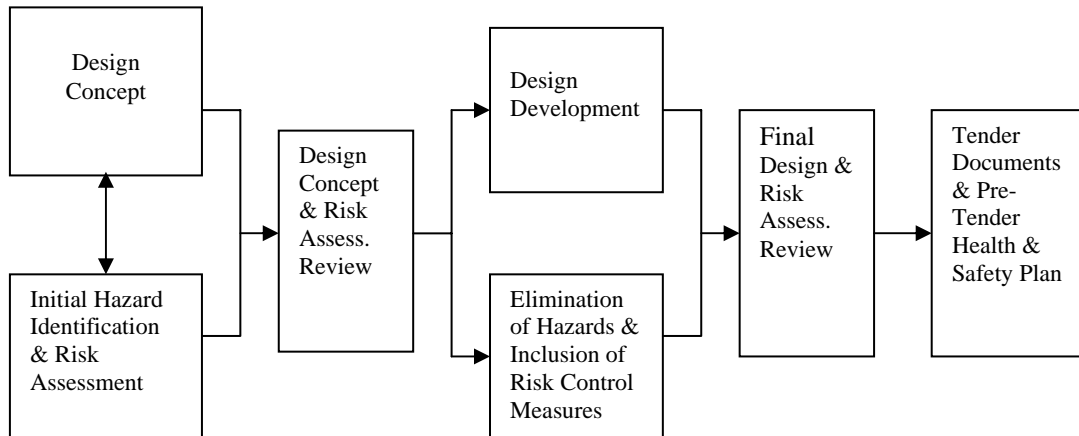 Design
Concept
Initial Hazard
Identification
& Risk
Assessment
Design
Concept
& Risk
Assess.
Review
Design
Development
Elimination
of Hazards &
Inclusion of
Risk Control
Measures
Final
Design &
Risk
Assess.
Review
Tender
Documents
& Pre-
Tender
Health &
Safety Plan